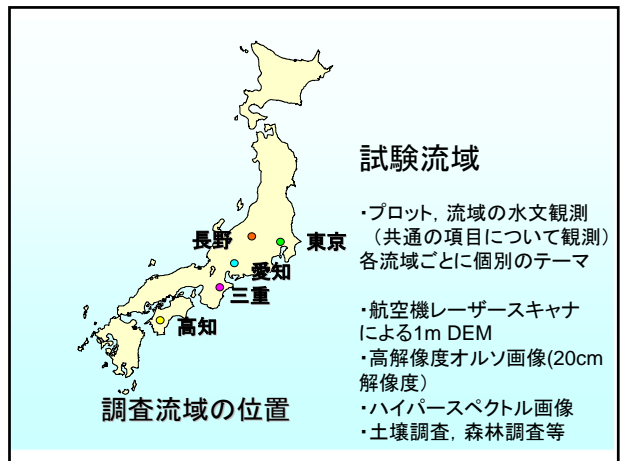 試験流域
・プロット，流域の水文観測
（共通の項目について観測）
各流域ごとに個別のテーマ
・航空機レーザースキャナ
による1m DEM
・高解像度オルソ画像(20cm
解像度）
・ハイパースペクトル画像
・土壌調査，森林調査等
長野
東京
愛知
三重
高知
調査流域の位置